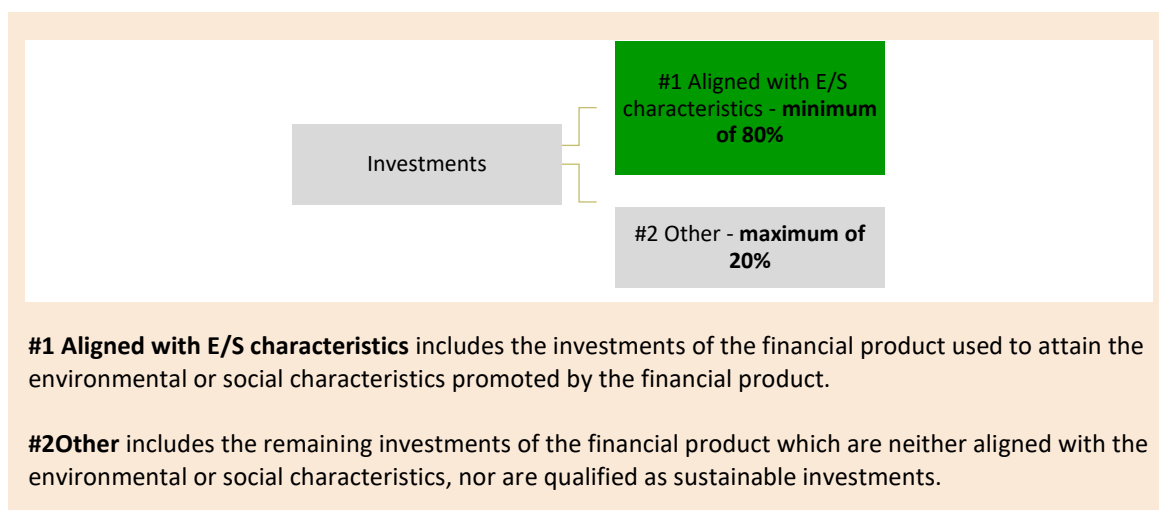 #1 Aligned with E/S
characteristics - minimum
of 80%
Investments
#2 Other - maximum of
20%
#1 Aligned with E/S characteristics includes the investments of the financial product used to attain the
environmental or social characteristics promoted by the financial product.
#2Other includes the remaining investments of the financial product which are neither aligned with the
environmental or social characteristics, nor are qualified as sustainable investments.